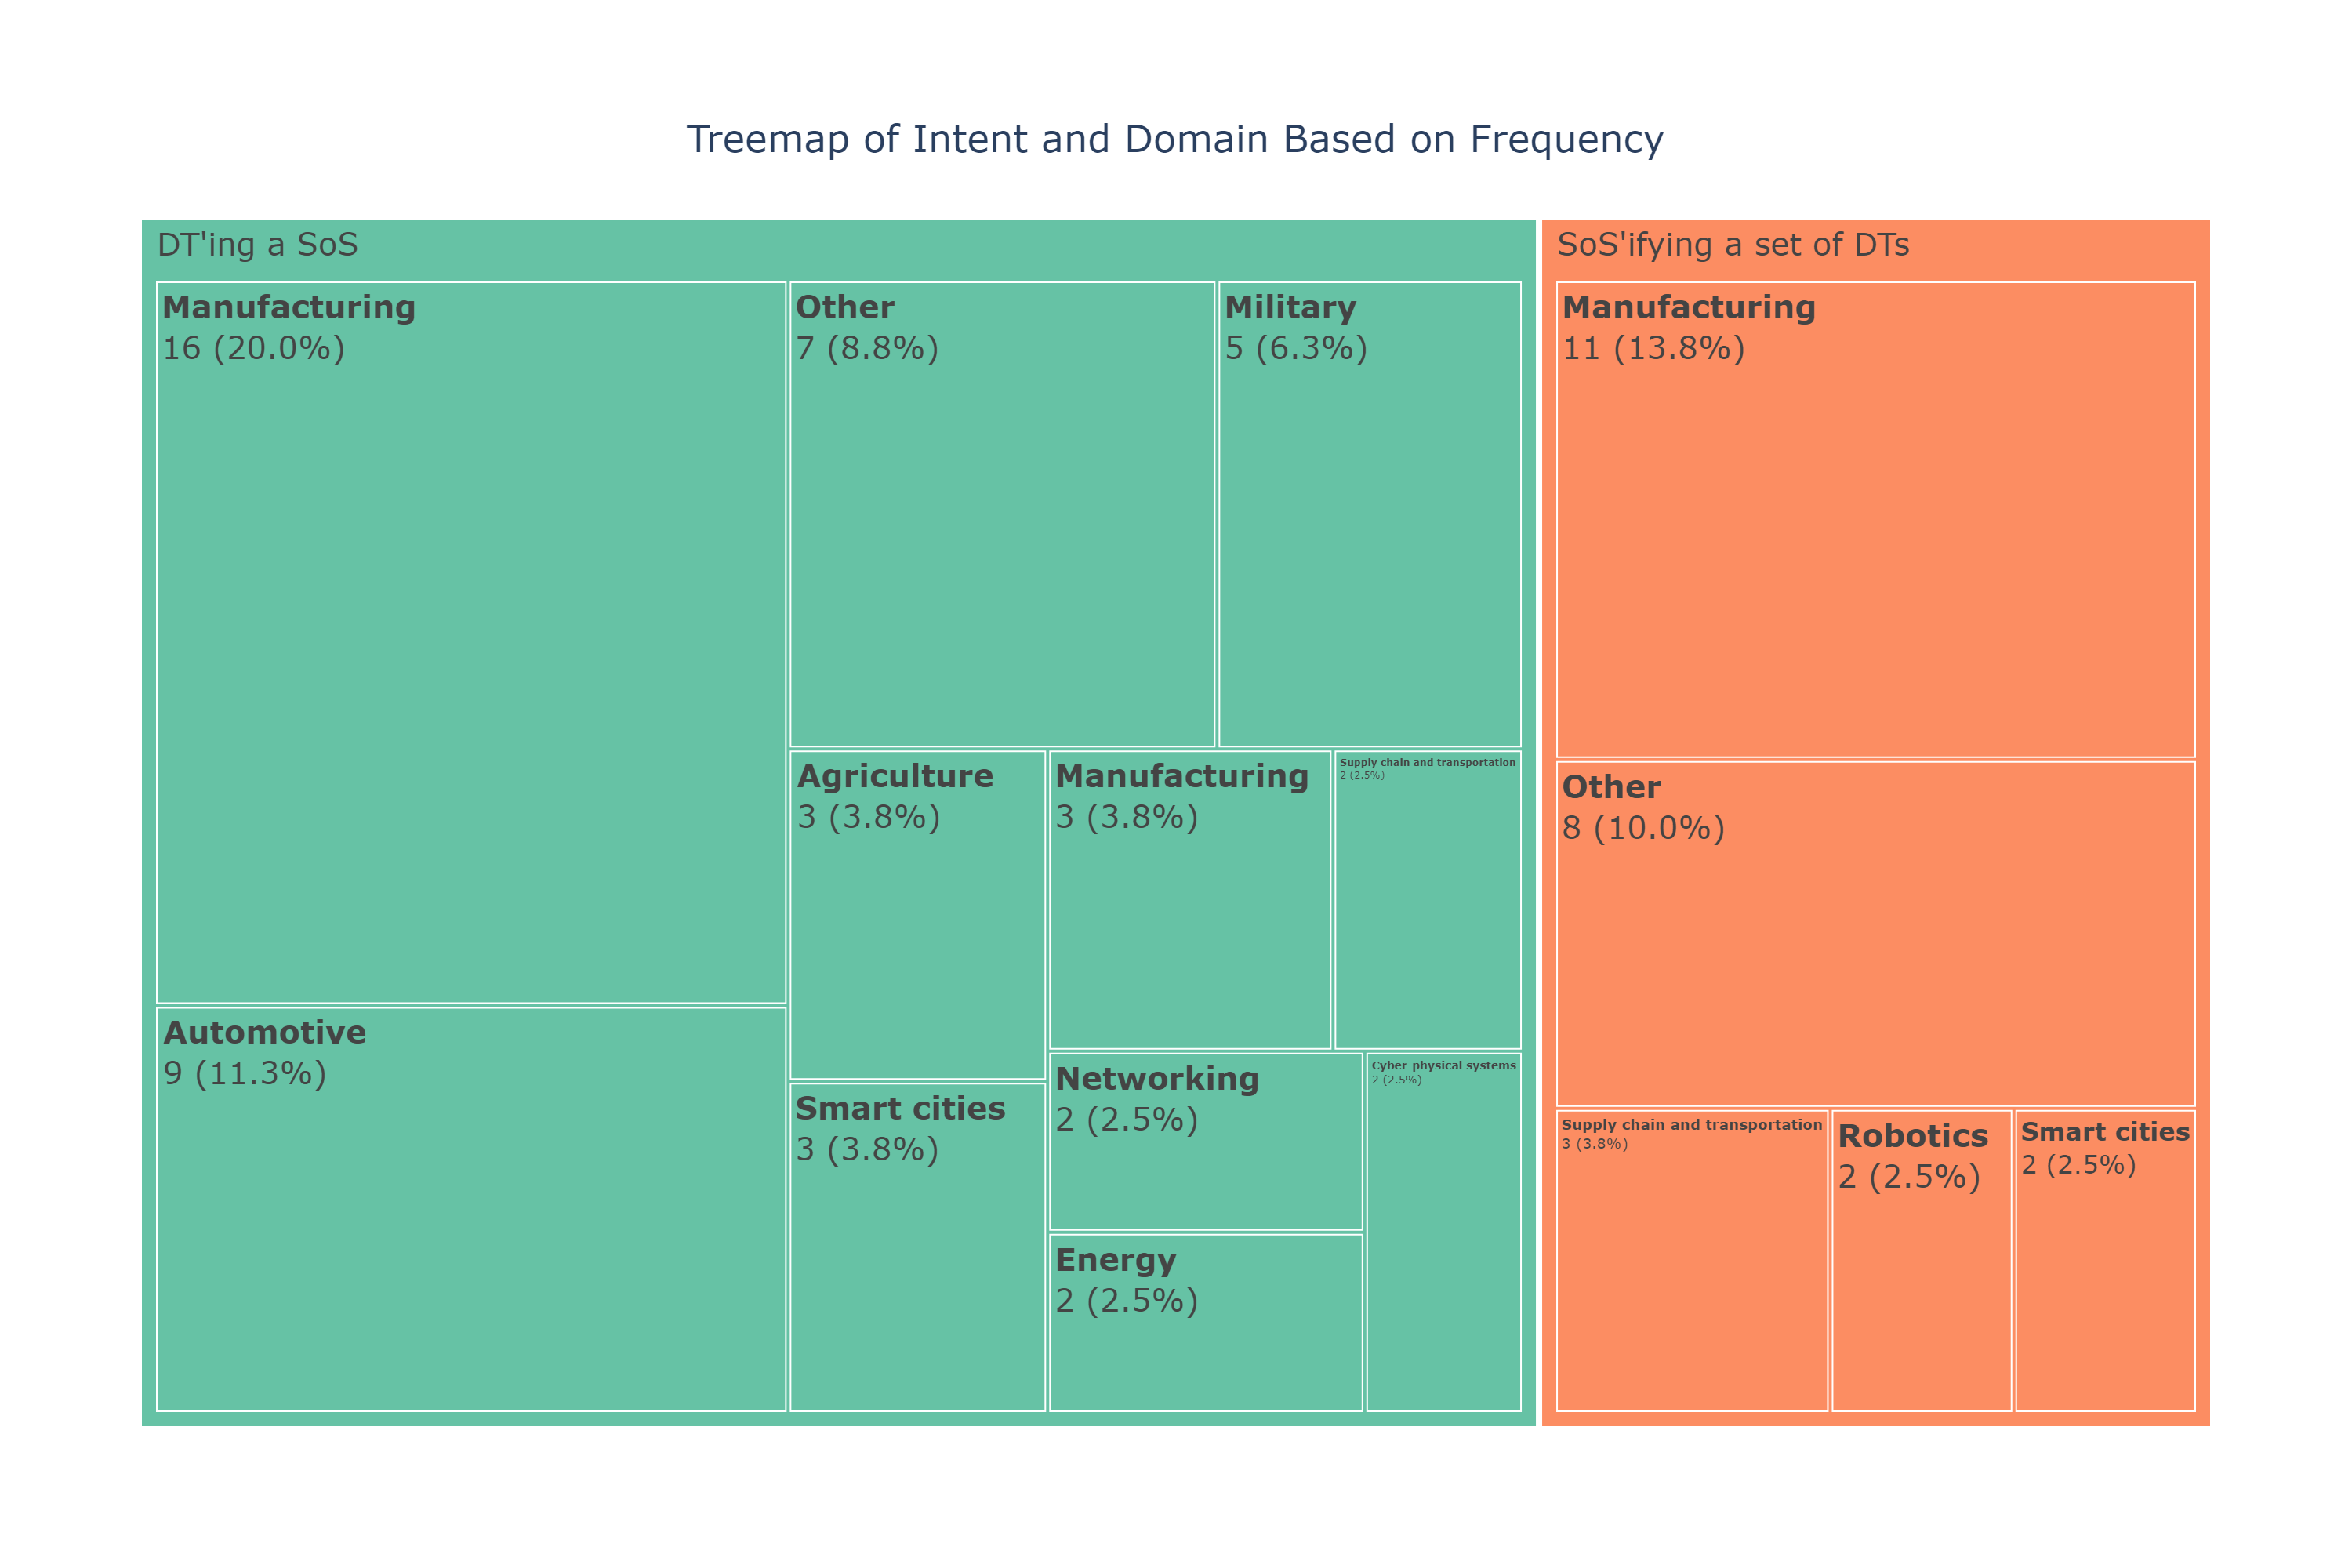 Treemap of Intent and Domain Based on Frequency
DT'ing a SoS
Manufacturing
16 (20.0%)
Other
7 (8.8%)
Military
5 (6.3%)
Agriculture
3 (3.8%)
Manufacturing
3 (3.8%)
Supply chain and transportation
2 (2.5%)
Automotive
9 (11.3%)
Smart cities
3 (3.8%)
Networking
2 (2.5%)
Cyber-physical systems
2 (2.5%)
Energy
2 (2.5%)
SoS'ifying a set of DTs
Manufacturing
11 (13.8%)
Other
8 (10.0%)
Supply chain and transportation
3 (3.8%)
Robotics
2 (2.5%)
Smart cities
2 (2.5%)